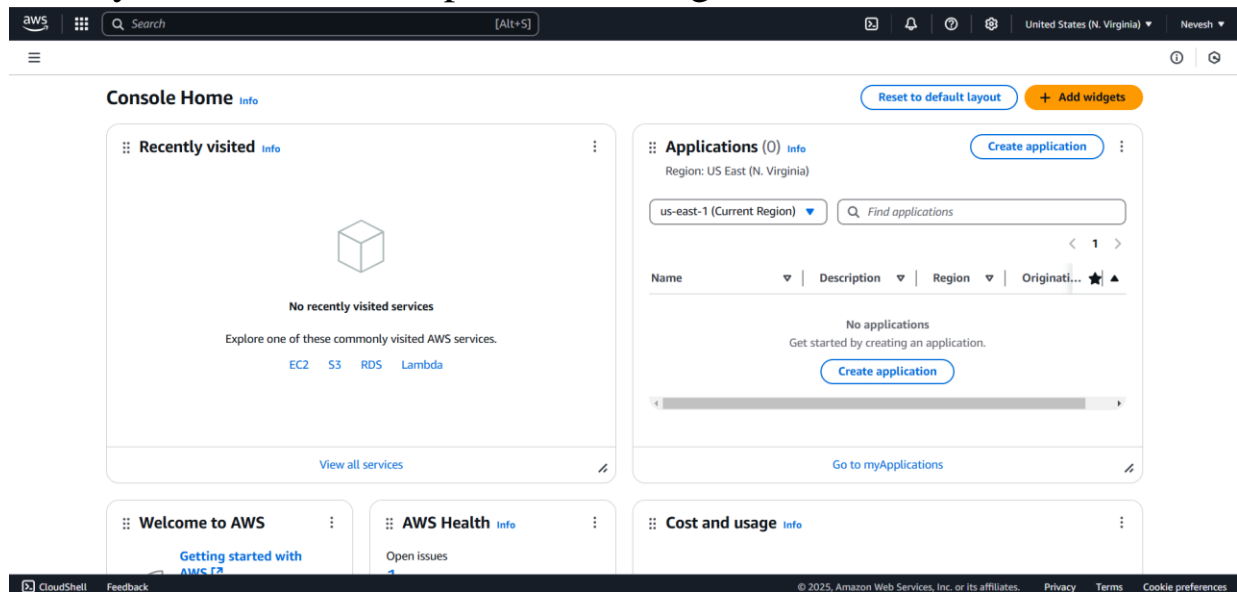 aws Search [Alt+S] United States (N. Virginia) Nevesh
Console Home Info Reset to default layout + Add widgets
Recently visited Info
No recently visited services
Explore one of these commonly visited AWS services.
EC2 S3 RDS Lambda
View all services
Applications (0) Info Create application
Region: US East (N. Virginia)
us-east-1 (Current Region) Find applications
1
Name Description Region Originati...
No applications
Get started by creating an application.
Create application
Go to myApplications
Welcome to AWS
Getting started with
AWS
AWS Health Info
Open issues
Cost and usage Info
CloudShell Feedback © 2025, Amazon Web Services, Inc. or its affiliates. Privacy Terms Cookie preferences